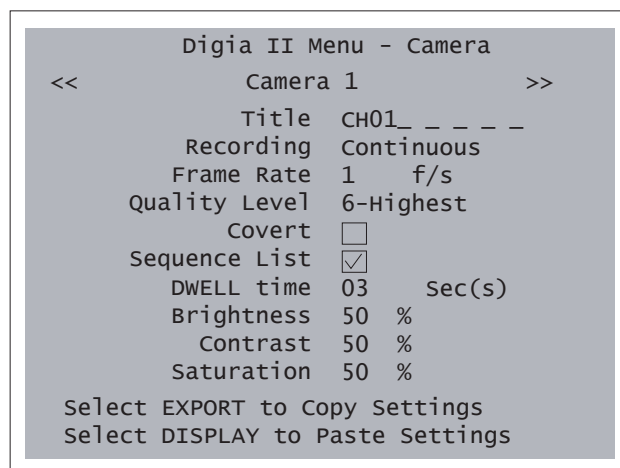 Digia II Menu - Camera
<< Camera 1 >>
Title CH01_ _ _ _ _
Recording Continuous
Frame Rate 1 f/s
Quality Level 6-Highest
Covert ☐
Sequence List ☑
DWELL time 03 Sec(s)
Brightness 50 %
Contrast 50 %
Saturation 50 %
Select EXPORT to Copy Settings
Select DISPLAY to Paste Settings